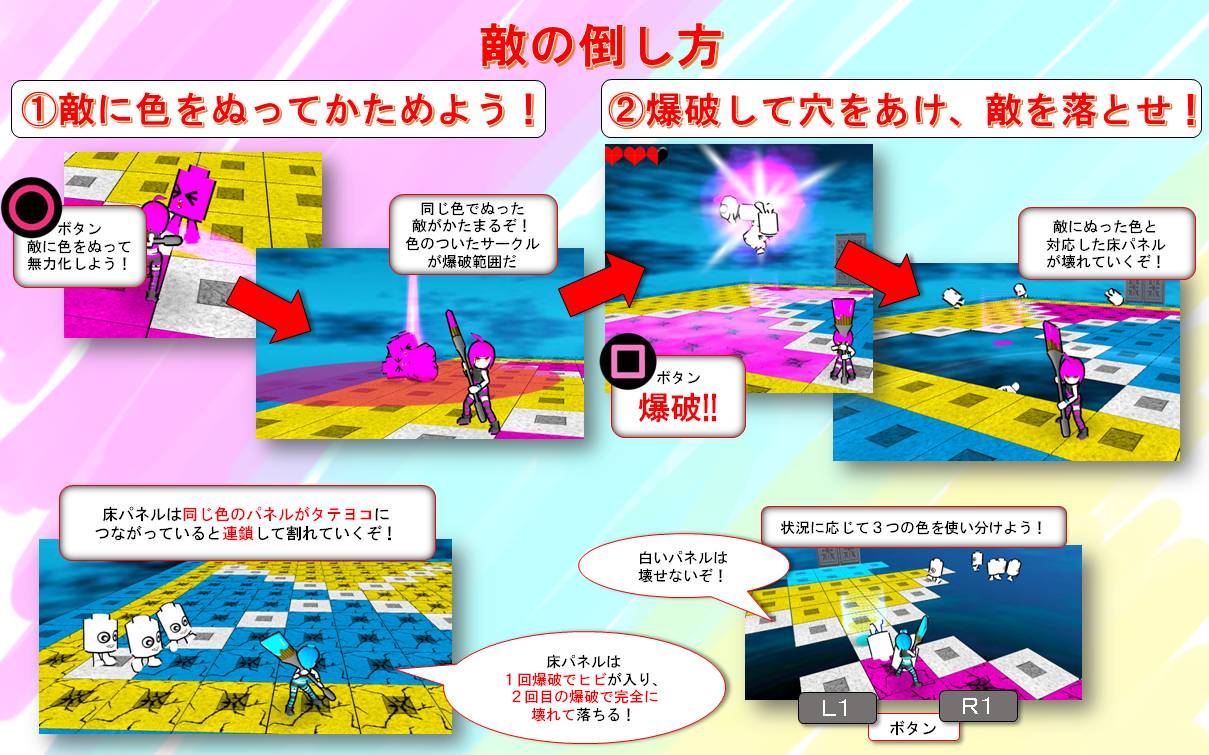 敵の倒し方
①敵に色をぬってかためよう！
②爆破して穴をあけ、敵を落とせ！
ボタン
敵に色をぬって
無力化しよう！
同じ色でぬった
敵がかたまるぞ！
色のついたサークル
が爆破範囲だ
ボタン
爆破!!
敵にぬった色と
対応した床パネル
が壊れていくぞ！
床パネルは同じ色のパネルがタテヨコに
つながっていると連鎖して割れていくぞ！
床パネルは
１回爆破でヒビが入り、
２回目の爆破で完全に
壊れて落ちる！
状況に応じて３つの色を使い分けよう！
白いパネルは
壊せないぞ！
L1
ボタン
R1